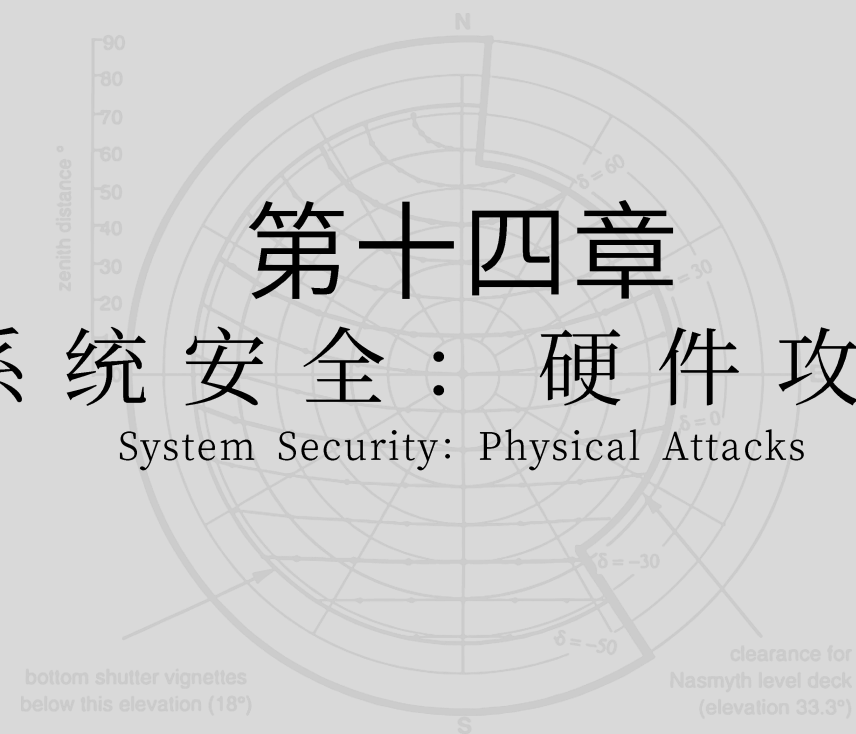 N
90
80
70
60
50
40
30
20
zenith distance °
δ = 60
= 30
第十四章
统安全：硬件攻
δ = 0
System Security: Physical Attacks
δ = −30
δ = −50
bottom shutter vignettes
below this elevation (18°)
clearance for
Nasmyth level deck
(elevation 33.3°)
S